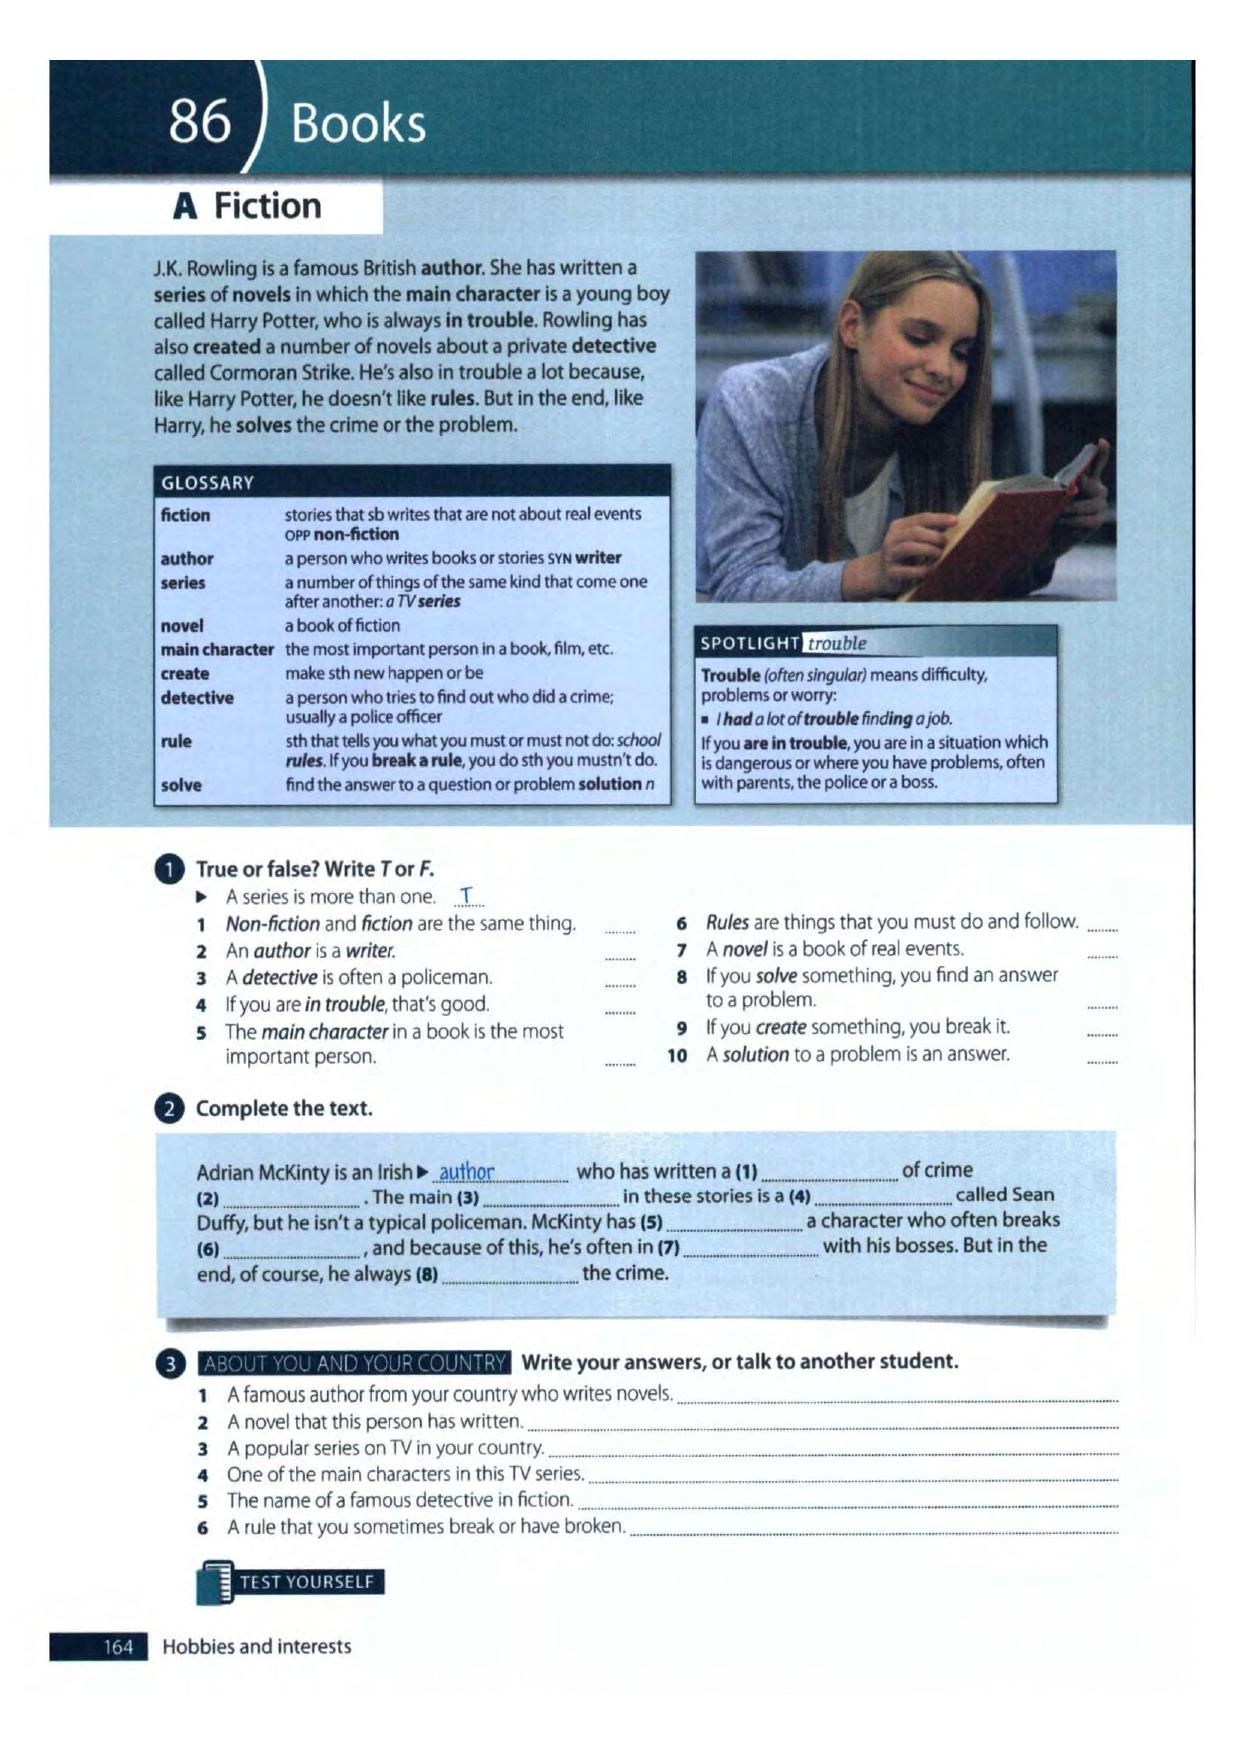 86 Books
A Fiction
J.K. Rowling is a famous British author. She has written a
series of novels in which the main character is a young boy
called Harry Potter, who is always in trouble. Rowling has
also created a number of novels about a private detective
called Cormoran Strike. He's also in trouble a lot because,
like Harry Potter, he doesn't like rules. But in the end, like
Harry, he solves the crime or the problem.
GLOSSARY
fiction stories that sb writes that are not about real events
OPP non-fiction
author a person who writes books or stories SYN writer
series a number of things of the same kind that come one
after another: a TV series
novel a book of fiction
main character the most important person in a book, film, etc.
create make sth new happen or be
detective a person who tries to find out who did a crime;
usually a police officer
rule sth that tells you what you must or must not do: school
rules. If you break a rule, you do sth you mustn't do.
solve find the answer to a question or problem solution n
SPOTLIGHT trouble
Trouble (often singular) means difficulty,
problems or worry:
▪ I had a lot of trouble finding a job.
If you are in trouble, you are in a situation which
is dangerous or where you have problems, often
with parents, the police or a boss.
1 True or false? Write T or F.
► A series is more than one. T
1 Non-fiction and fiction are the same thing. ........
2 An author is a writer. ........
3 A detective is often a policeman. ........
4 If you are in trouble, that's good. ........
5 The main character in a book is the most
important person. ........
6 Rules are things that you must do and follow. ........
7 A novel is a book of real events. ........
8 If you solve something, you find an answer
to a problem. ........
9 If you create something, you break it. ........
10 A solution to a problem is an answer. ........
2 Complete the text.
Adrian McKinty is an Irish ► author who has written a (1) ........ of crime
(2) ........ . The main (3) ........ in these stories is a (4) ........ called Sean
Duffy, but he isn't a typical policeman. McKinty has (5) ........ a character who often breaks
(6) ........ , and because of this, he's often in (7) ........ with his bosses. But in the
end, of course, he always (8) ........ the crime.
3 ABOUT YOU AND YOUR COUNTRY Write your answers, or talk to another student.
1 A famous author from your country who writes novels. ........
2 A novel that this person has written. ........
3 A popular series on TV in your country. ........
4 One of the main characters in this TV series. ........
5 The name of a famous detective in fiction. ........
6 A rule that you sometimes break or have broken. ........
TEST YOURSELF
164 Hobbies and interests